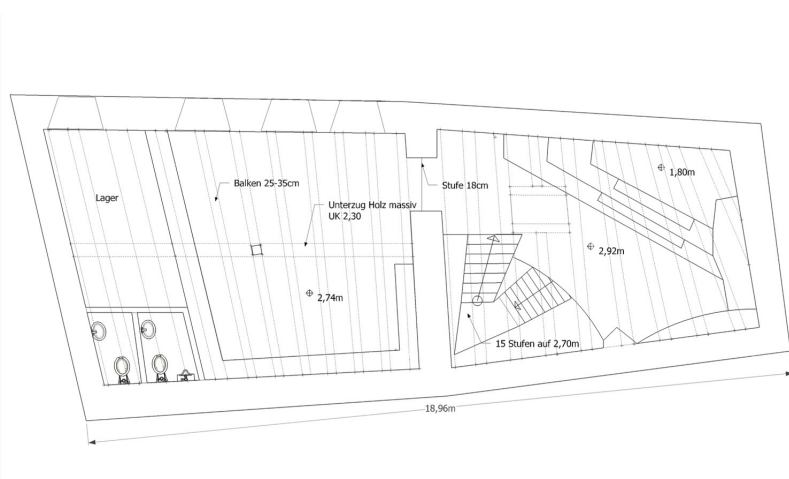 Lager
Balken 25-35cm
Unterzug Holz massiv
UK 2,30
2,74m
Stufe 18cm
1,80m
2,92m
15 Stufen auf 2,70m
18,96m